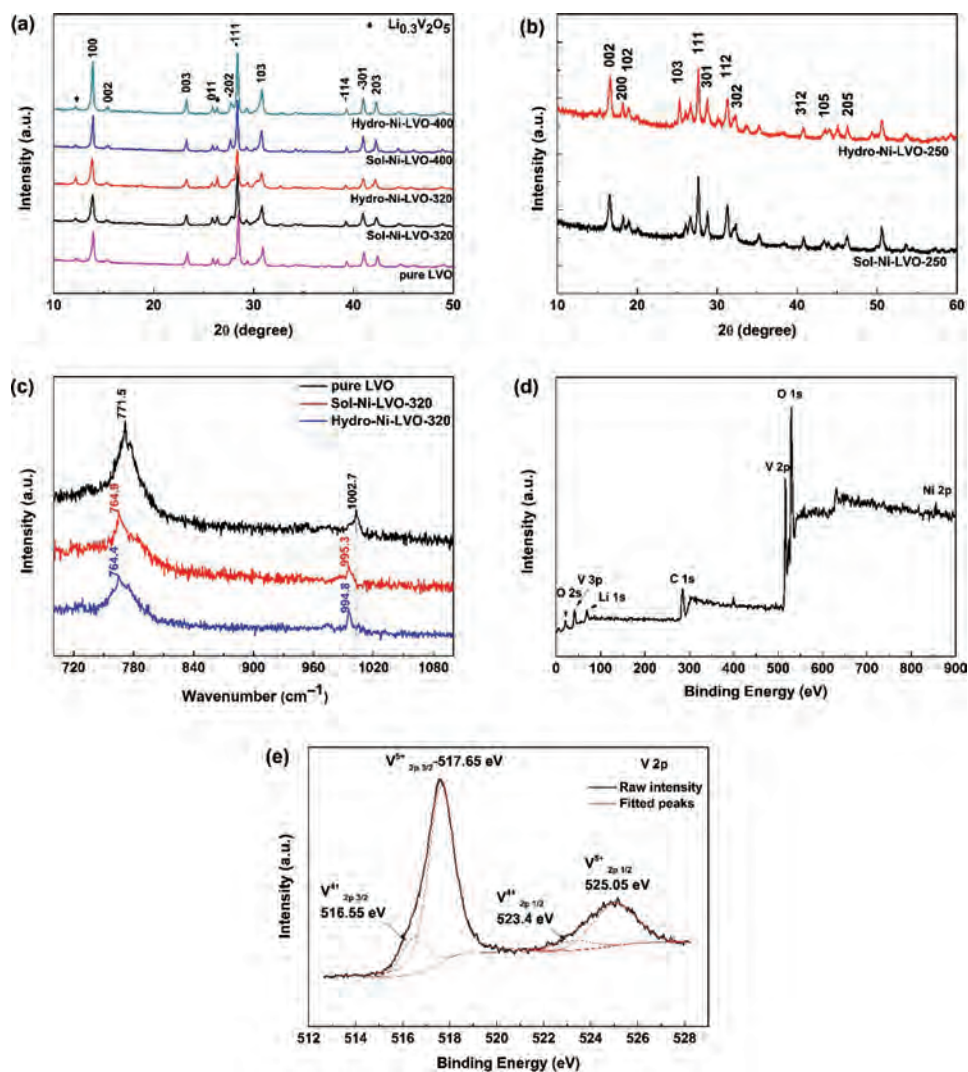 (a)
Li0.3V2O5
100
002
003
011
-202
-111
103
-114
-301
203
Hydro-Ni-LVO-400
Sol-Ni-LVO-400
Hydro-Ni-LVO-320
Sol-Ni-LVO-320
pure LVO
Intensity (a.u.)
10 20 30 40 50
2θ (degree)
(b)
002
200
102
103
111
301
112
302
312
105
205
Hydro-Ni-LVO-250
Sol-Ni-LVO-250
Intensity (a.u.)
10 20 30 40 50 60
2θ (degree)
(c)
pure LVO
Sol-Ni-LVO-320
Hydro-Ni-LVO-320
771.5
1002.7
764.9
995.3
764.4
994.8
Intensity (a.u.)
720 780 840 900 960 1020 1080
Wavenumber (cm−1)
(d)
O 1s
V 2p
Ni 2p
C 1s
V 3p
O 2s
Li 1s
Intensity (a.u.)
0 100 200 300 400 500 600 700 800 900
Binding Energy (eV)
(e)
V5+ 2p 3/2-517.65 eV
V 2p
Raw intensity
Fitted peaks
V4+ 2p 3/2
516.55 eV
V4+ 2p 1/2
523.4 eV
V5+ 2p 1/2
525.05 eV
Intensity (a.u.)
512 514 516 518 520 522 524 526 528
Binding Energy (eV)